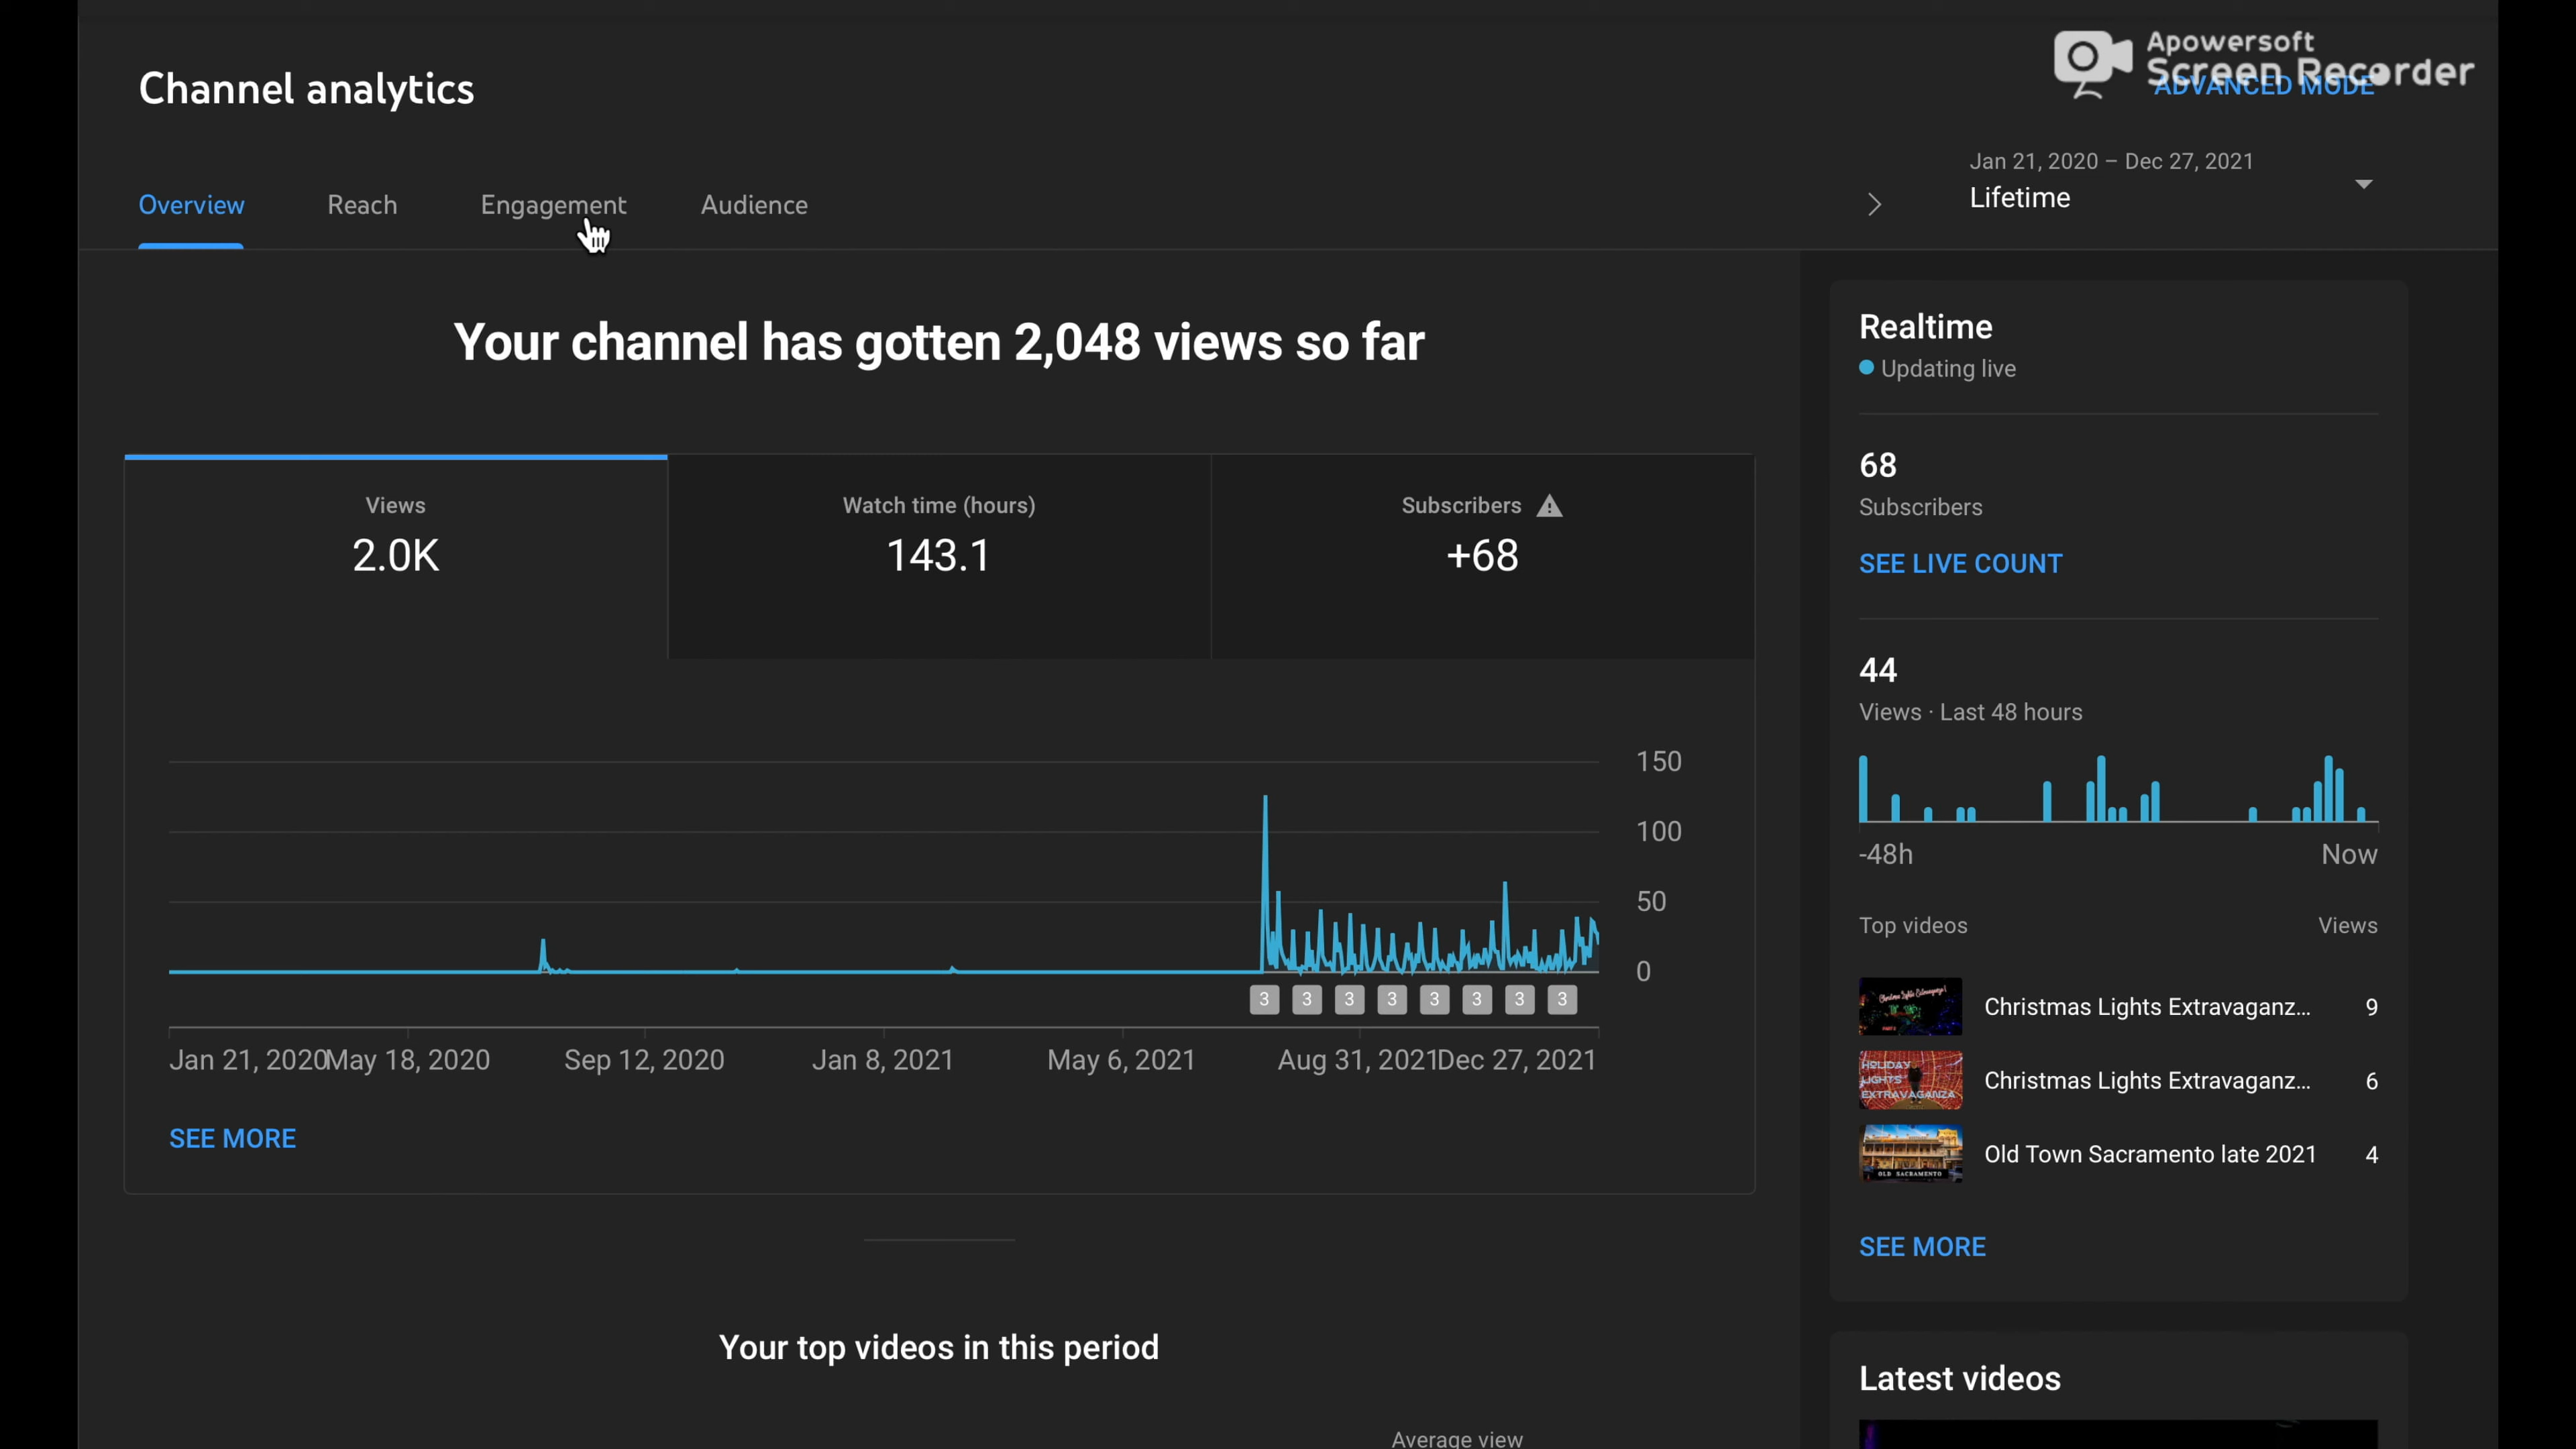 Channel analytics
Apowersoft
Screen Recorder
ADVANCED MODE
Overview
Reach
Engagement
Audience
Jan 21, 2020 – Dec 27, 2021
Lifetime
Your channel has gotten 2,048 views so far
Views
2.0K
Watch time (hours)
143.1
Subscribers
+68
150
100
50
0
3 3 3 3 3 3 3 3
Jan 21, 2020 May 18, 2020 Sep 12, 2020 Jan 8, 2021 May 6, 2021 Aug 31, 2021 Dec 27, 2021
SEE MORE
Your top videos in this period
Average view
Realtime
Updating live
68
Subscribers
SEE LIVE COUNT
44
Views · Last 48 hours
-48h Now
Top videos Views
Christmas Lights Extravaganz... 9
HOLIDAY
LIGHTS
EXTRAVAGANZA
Christmas Lights Extravaganz... 6
OLD SACRAMENTO
Old Town Sacramento late 2021 4
SEE MORE
Latest videos